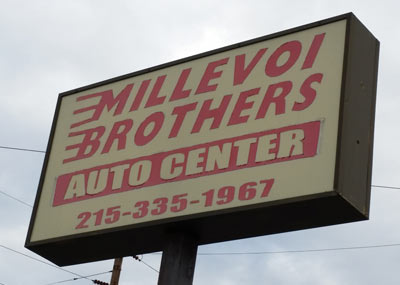 MILLEVOI
BROTHERS
AUTO CENTER
215-335-1967